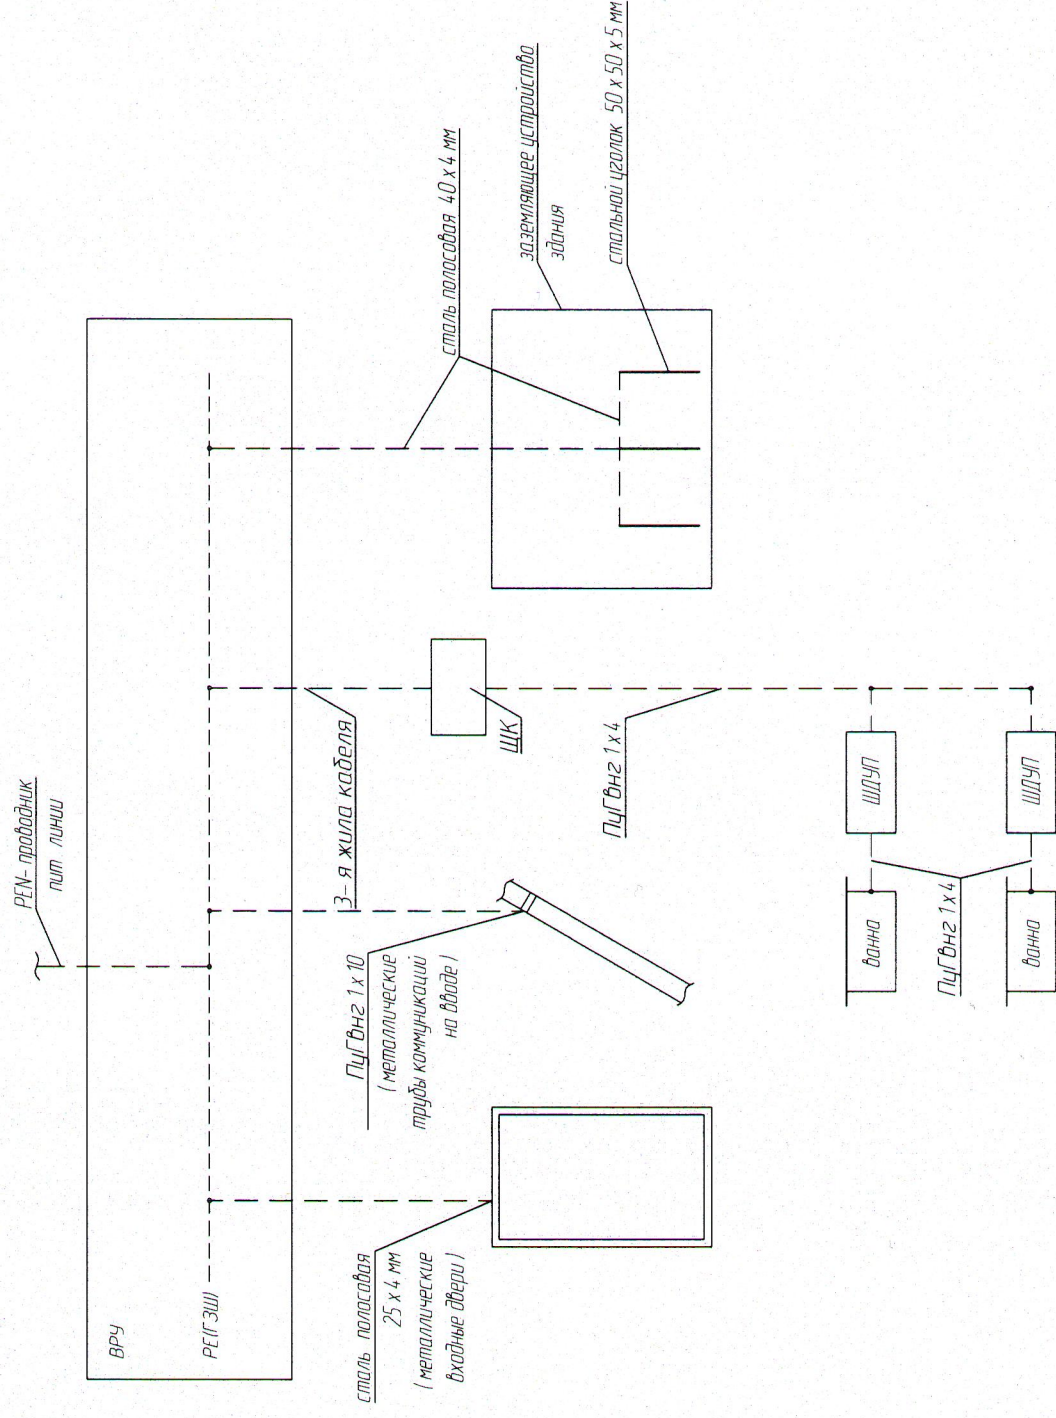 ВРУ
РЕ(ГЗШ)
PEN- проводник
пит линии
сталь полосовая
25 х 4 мм
(металлические
входные двери)
ПуГВнг 1 х 10
(металлические
трубы коммуникаций
на вводе)
3- я жила кабеля
ЩК
ПуГВнг 1 х 4
сталь полосовая 40 х 4 мм
заземляющее устройство
здания
стальной уголок 50 х 50 х 5 мм
ванна
ШДУП
ПуГВнг 1 х 4
ванна
ШДУП